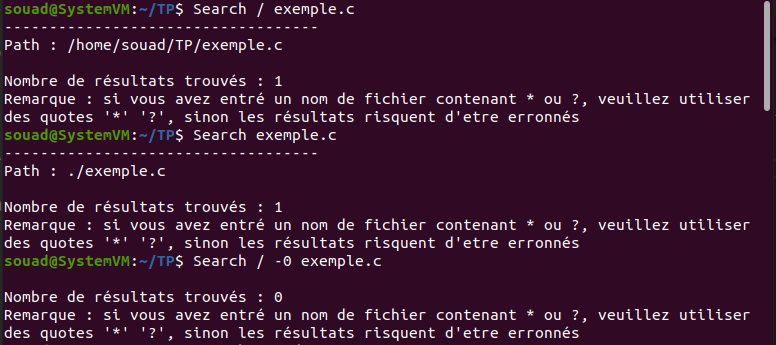 souad@SystemVM:~/TP$ Search / exemple.c
-----------------------------------
Path : /home/souad/TP/exemple.c
Nombre de résultats trouvés : 1
Remarque : si vous avez entré un nom de fichier contenant * ou ?, veuillez utiliser
des quotes '*' '?', sinon les résultats risquent d'etre erronnés
souad@SystemVM:~/TP$ Search exemple.c
-----------------------------------
Path : ./exemple.c
Nombre de résultats trouvés : 1
Remarque : si vous avez entré un nom de fichier contenant * ou ?, veuillez utiliser
des quotes '*' '?', sinon les résultats risquent d'etre erronnés
souad@SystemVM:~/TP$ Search / -0 exemple.c
Nombre de résultats trouvés : 0
Remarque : si vous avez entré un nom de fichier contenant * ou ?, veuillez utiliser
des quotes '*' '?', sinon les résultats risquent d'etre erronnés